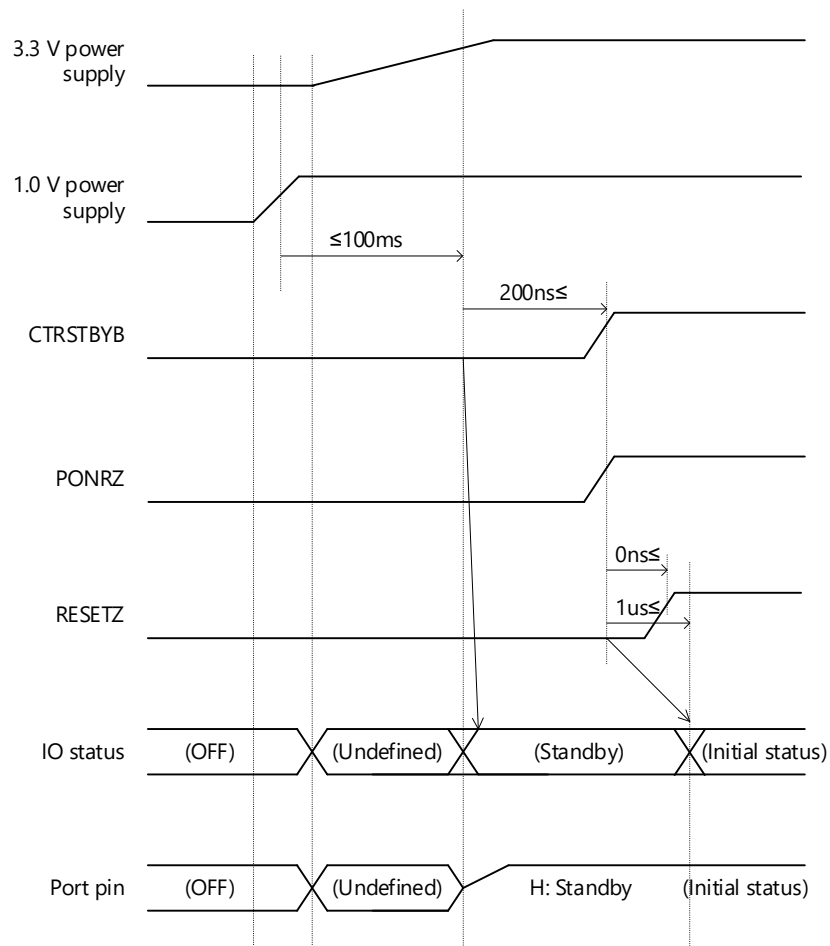 3.3 V power
supply
1.0 V power
supply
≤100ms
200ns≤
CTRSTBYB
PONRZ
0ns≤
1us≤
RESETZ
IO status
(OFF)
(Undefined)
(Standby)
(Initial status)
Port pin
(OFF)
(Undefined)
H: Standby
(Initial status)